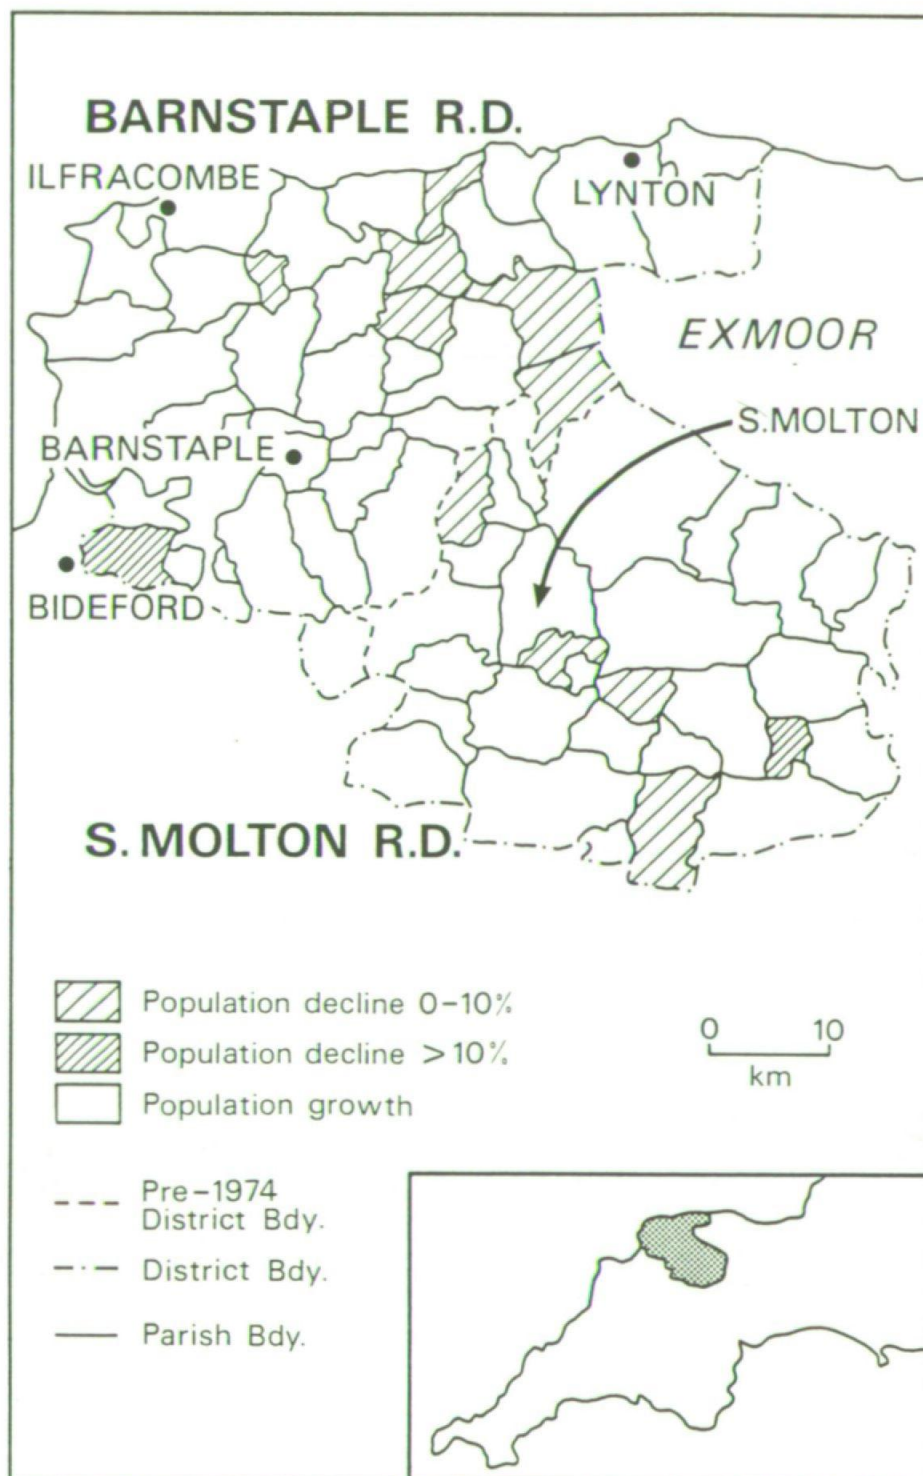 BARNSTAPLE R.D.
ILFRACOMBE
LYNTON
EXMOOR
S.MOLTON
BARNSTAPLE
BIDEFORD
S. MOLTON R.D.
Population decline 0-10%
Population decline >10%
Population growth
0 10
km
Pre-1974
District Bdy.
District Bdy.
Parish Bdy.